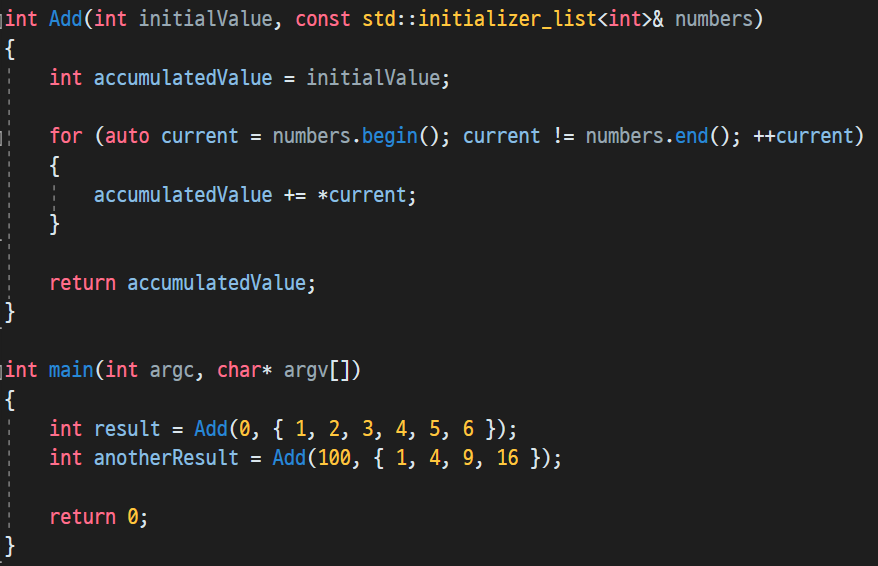 int Add(int initialValue, const std::initializer_list<int>& numbers)
{
    int accumulatedValue = initialValue;

    for (auto current = numbers.begin(); current != numbers.end(); ++current)
    {
        accumulatedValue += *current;
    }

    return accumulatedValue;
}

int main(int argc, char* argv[])
{
    int result = Add(0, { 1, 2, 3, 4, 5, 6 });
    int anotherResult = Add(100, { 1, 4, 9, 16 });

    return 0;
}